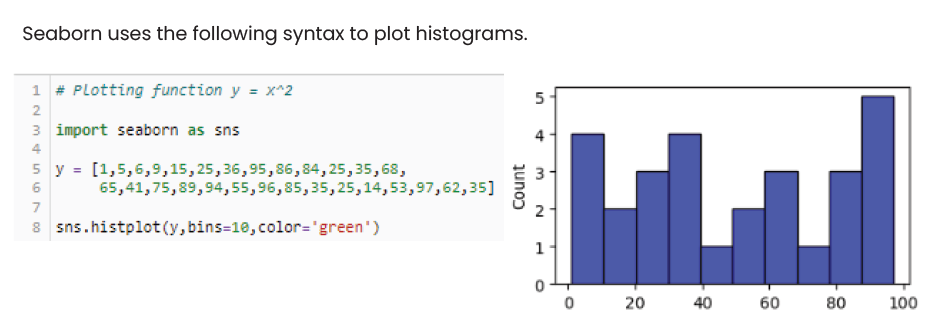 Seaborn uses the following syntax to plot histograms.
1 # Plotting function y = x^2
2
3 import seaborn as sns
4
5 y = [1,5,6,9,15,25,36,95,86,84,25,35,68,
6 65,41,75,89,94,55,96,85,35,25,14,53,97,62,35]
7
8 sns.histplot(y,bins=10,color='green')
5
4
3
2
1
0
Count
0 20 40 60 80 100